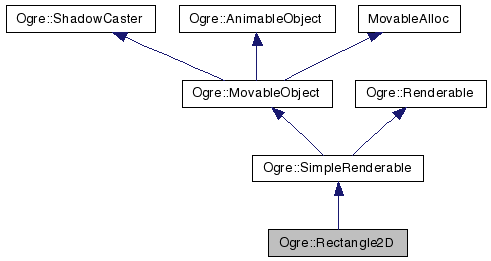 Ogre::ShadowCaster
Ogre::AnimableObject
MovableAlloc
Ogre::MovableObject
Ogre::Renderable
Ogre::SimpleRenderable
Ogre::Rectangle2D